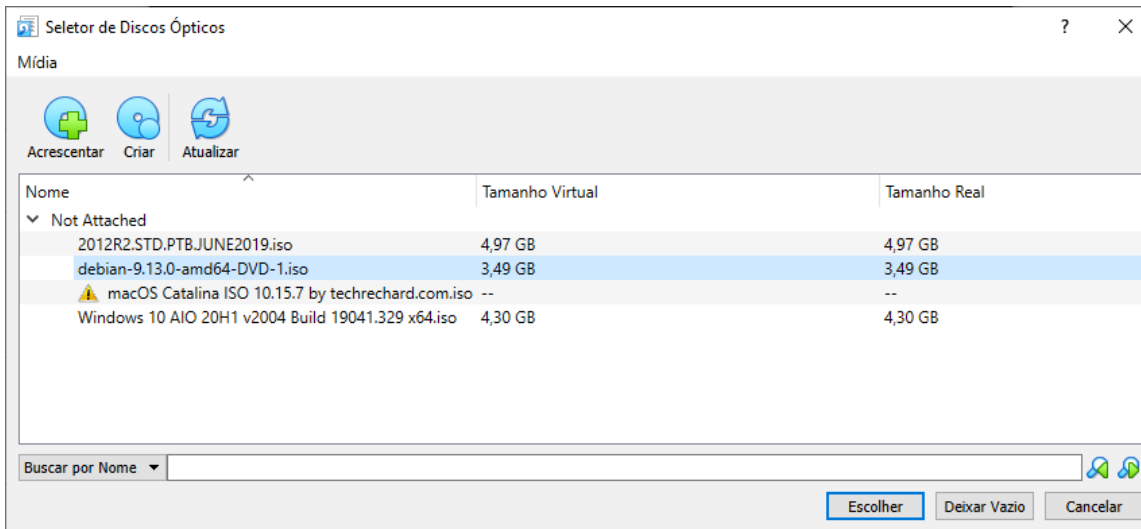 Seletor de Discos Ópticos ?
Mídia
Acrescentar Criar Atualizar
Nome Tamanho Virtual Tamanho Real
Not Attached
2012R2.STD.PTB.JUNE2019.iso 4,97 GB 4,97 GB
debian-9.13.0-amd64-DVD-1.iso 3,49 GB 3,49 GB
macOS Catalina ISO 10.15.7 by techrechard.com.iso -- --
Windows 10 AIO 20H1 v2004 Build 19041.329 x64.iso 4,30 GB 4,30 GB
Buscar por Nome
Escolher Deixar Vazio Cancelar